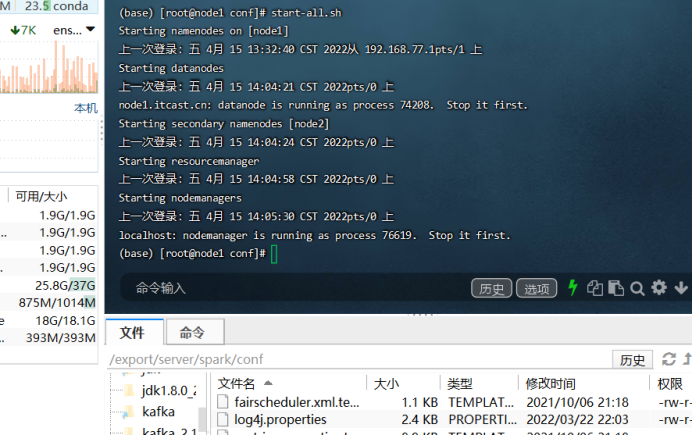 M 23.5 conda
7K ens...
本机
可用/大小
1.9G/1.9G
1.9G/1.9G
1.9G/1.9G
1.9G/1.9G
25.8G/37G
875M/1014M
18G/18.1G
393M/393M
(base) [root@node1 conf]# start-all.sh
Starting namenodes on [node1]
上一次登录: 五 4月 15 13:32:40 CST 2022从 192.168.77.1pts/1 上
Starting datanodes
上一次登录: 五 4月 15 14:04:21 CST 2022pts/0 上
node1.itcast.cn: datanode is running as process 74208.  Stop it first.
Starting secondary namenodes [node2]
上一次登录: 五 4月 15 14:04:24 CST 2022pts/0 上
Starting resourcemanager
上一次登录: 五 4月 15 14:04:58 CST 2022pts/0 上
Starting nodemanagers
上一次登录: 五 4月 15 14:05:30 CST 2022pts/0 上
localhost: nodemanager is running as process 76619.  Stop it first.
(base) [root@node1 conf]#
命令输入 历史 选项
文件 命令
/export/server/spark/conf 历史
jdk1.8.0_2
kafka
文件名 大小 类型 修改时间 权限
fairscheduler.xml.te... 1.1 KB TEMPLAT... 2021/10/06 21:18 -rw-r-
log4j.properties 2.4 KB PROPERTI... 2022/03/22 22:03 -rw-r-